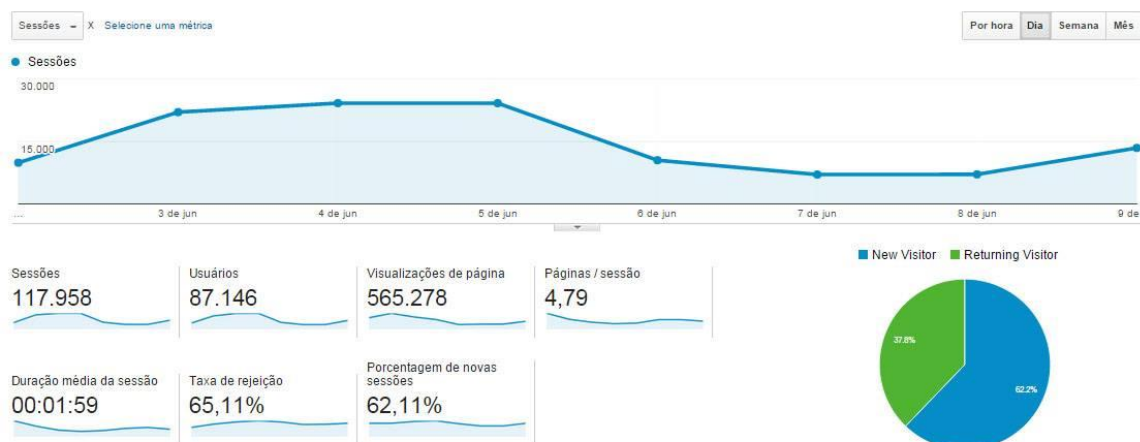 Sessões X Selecione uma métrica
Por hora Dia Semana Mês
Sessões
30.000
15.000
... 3 de jun 4 de jun 5 de jun 6 de jun 7 de jun 8 de jun 9 de
New Visitor Returning Visitor
Sessões
117.958
Usuários
87.146
Visualizações de página
565.278
Páginas / sessão
4,79
37.8%
62.2%
Duração média da sessão
00:01:59
Taxa de rejeição
65,11%
Porcentagem de novas
sessões
62,11%